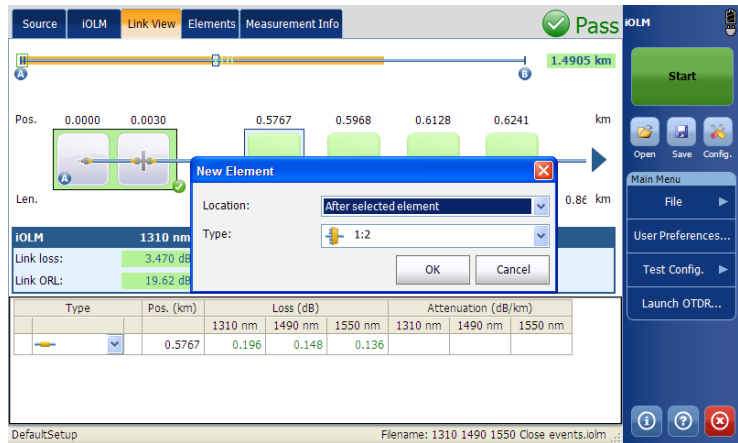 Source iOLM Link View Elements Measurement Info Pass iOLM
1.4905 km
A B
Start
Pos. 0.0000 0.0030 0.5767 0.5968 0.6128 0.6241 km
Open Save Config.
A
New Element
Main Menu
Len. 0.86 km
Location: After selected element
File
Type: 1:2
iOLM 1310 nm
User Preferences...
Link loss: 3.470 dB
OK Cancel
Test Config.
Link ORL: 19.62 dB
Launch OTDR...
Type Pos. (km) Loss (dB) Attenuation (dB/km)
1310 nm 1490 nm 1550 nm 1310 nm 1490 nm 1550 nm
0.5767 0.196 0.148 0.136
DefaultSetup Filename: 1310 1490 1550 Close events.iolm